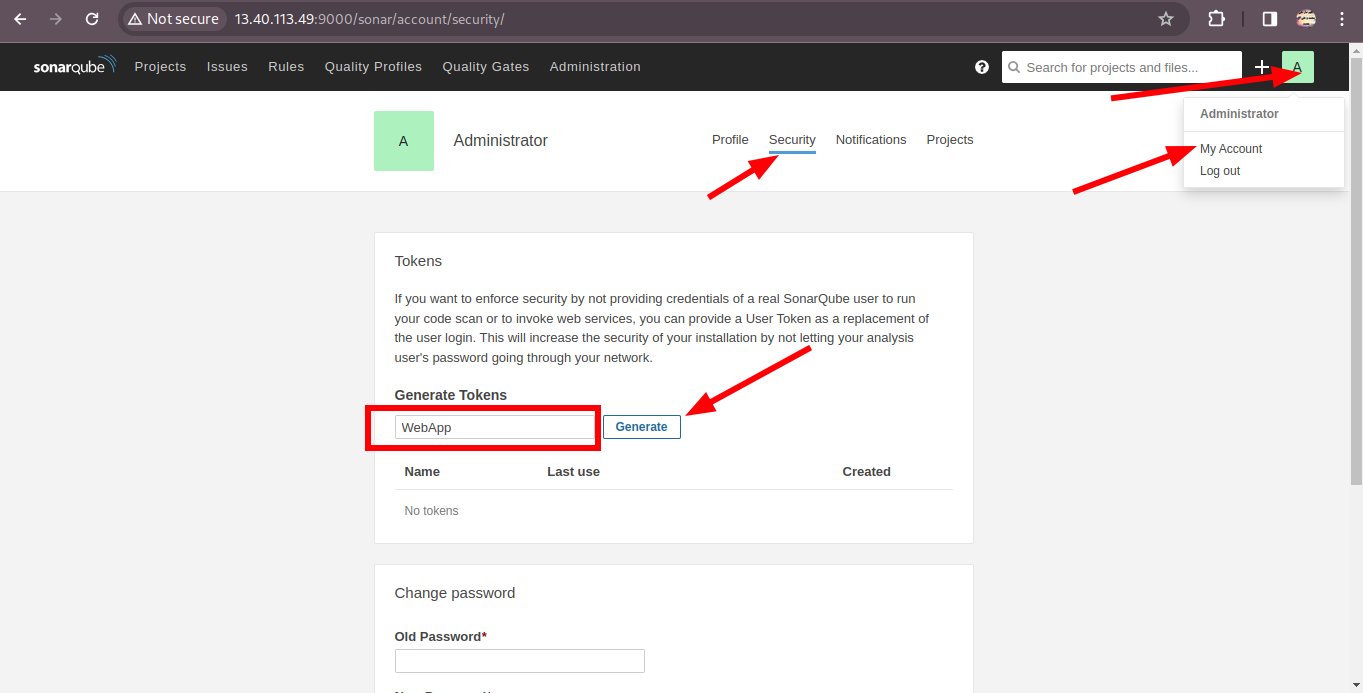 Not secure 13.40.113.49:9000/sonar/account/security/
sonarqube Projects Issues Rules Quality Profiles Quality Gates Administration ? Search for projects and files... A
A Administrator Profile Security Notifications Projects
Administrator
My Account
Log out
Tokens
If you want to enforce security by not providing credentials of a real SonarQube user to run
your code scan or to invoke web services, you can provide a User Token as a replacement of
the user login. This will increase the security of your installation by not letting your analysis
user's password going through your network.
Generate Tokens
WebApp Generate
Name Last use Created
No tokens
Change password
Old Password*